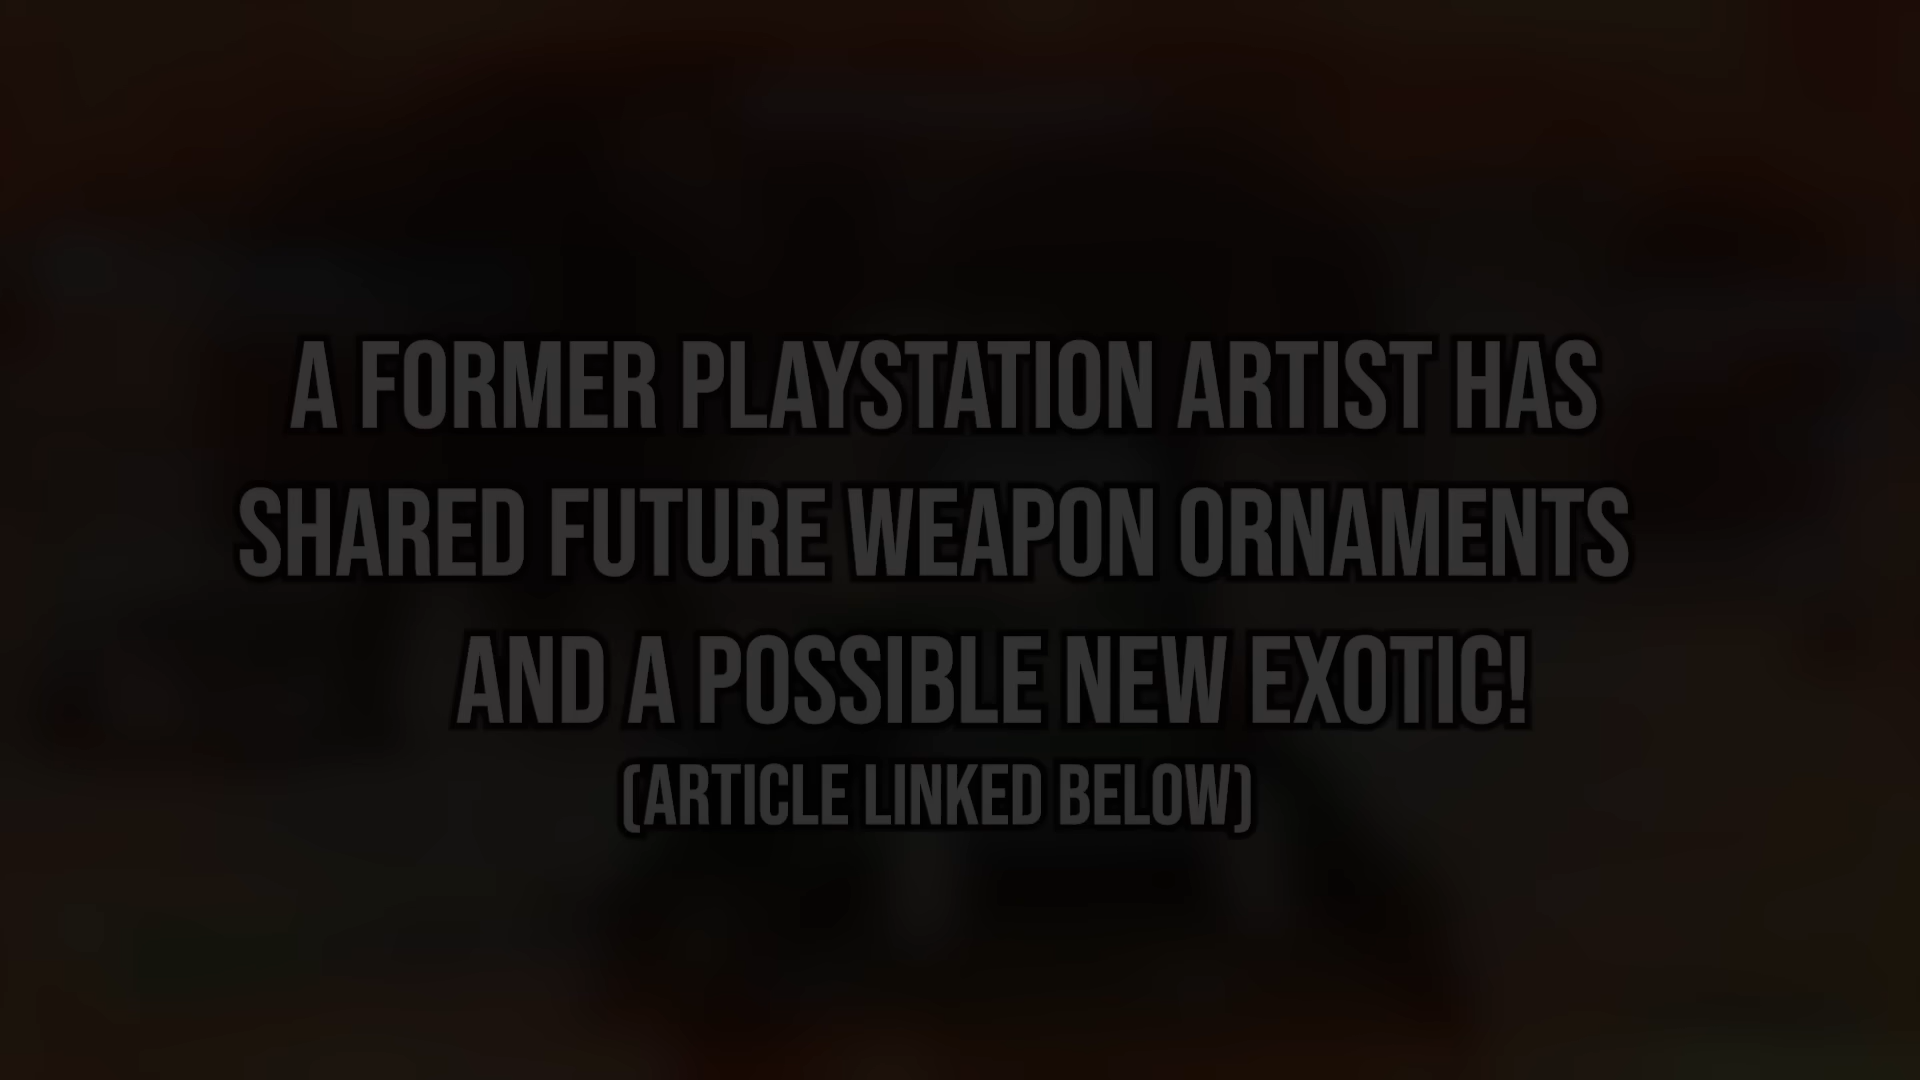 A FORMER PLAYSTATION ARTIST HAS
SHARED FUTURE WEAPON ORNAMENTS
AND A POSSIBLE NEW EXOTIC!
(ARTICLE LINKED BELOW)